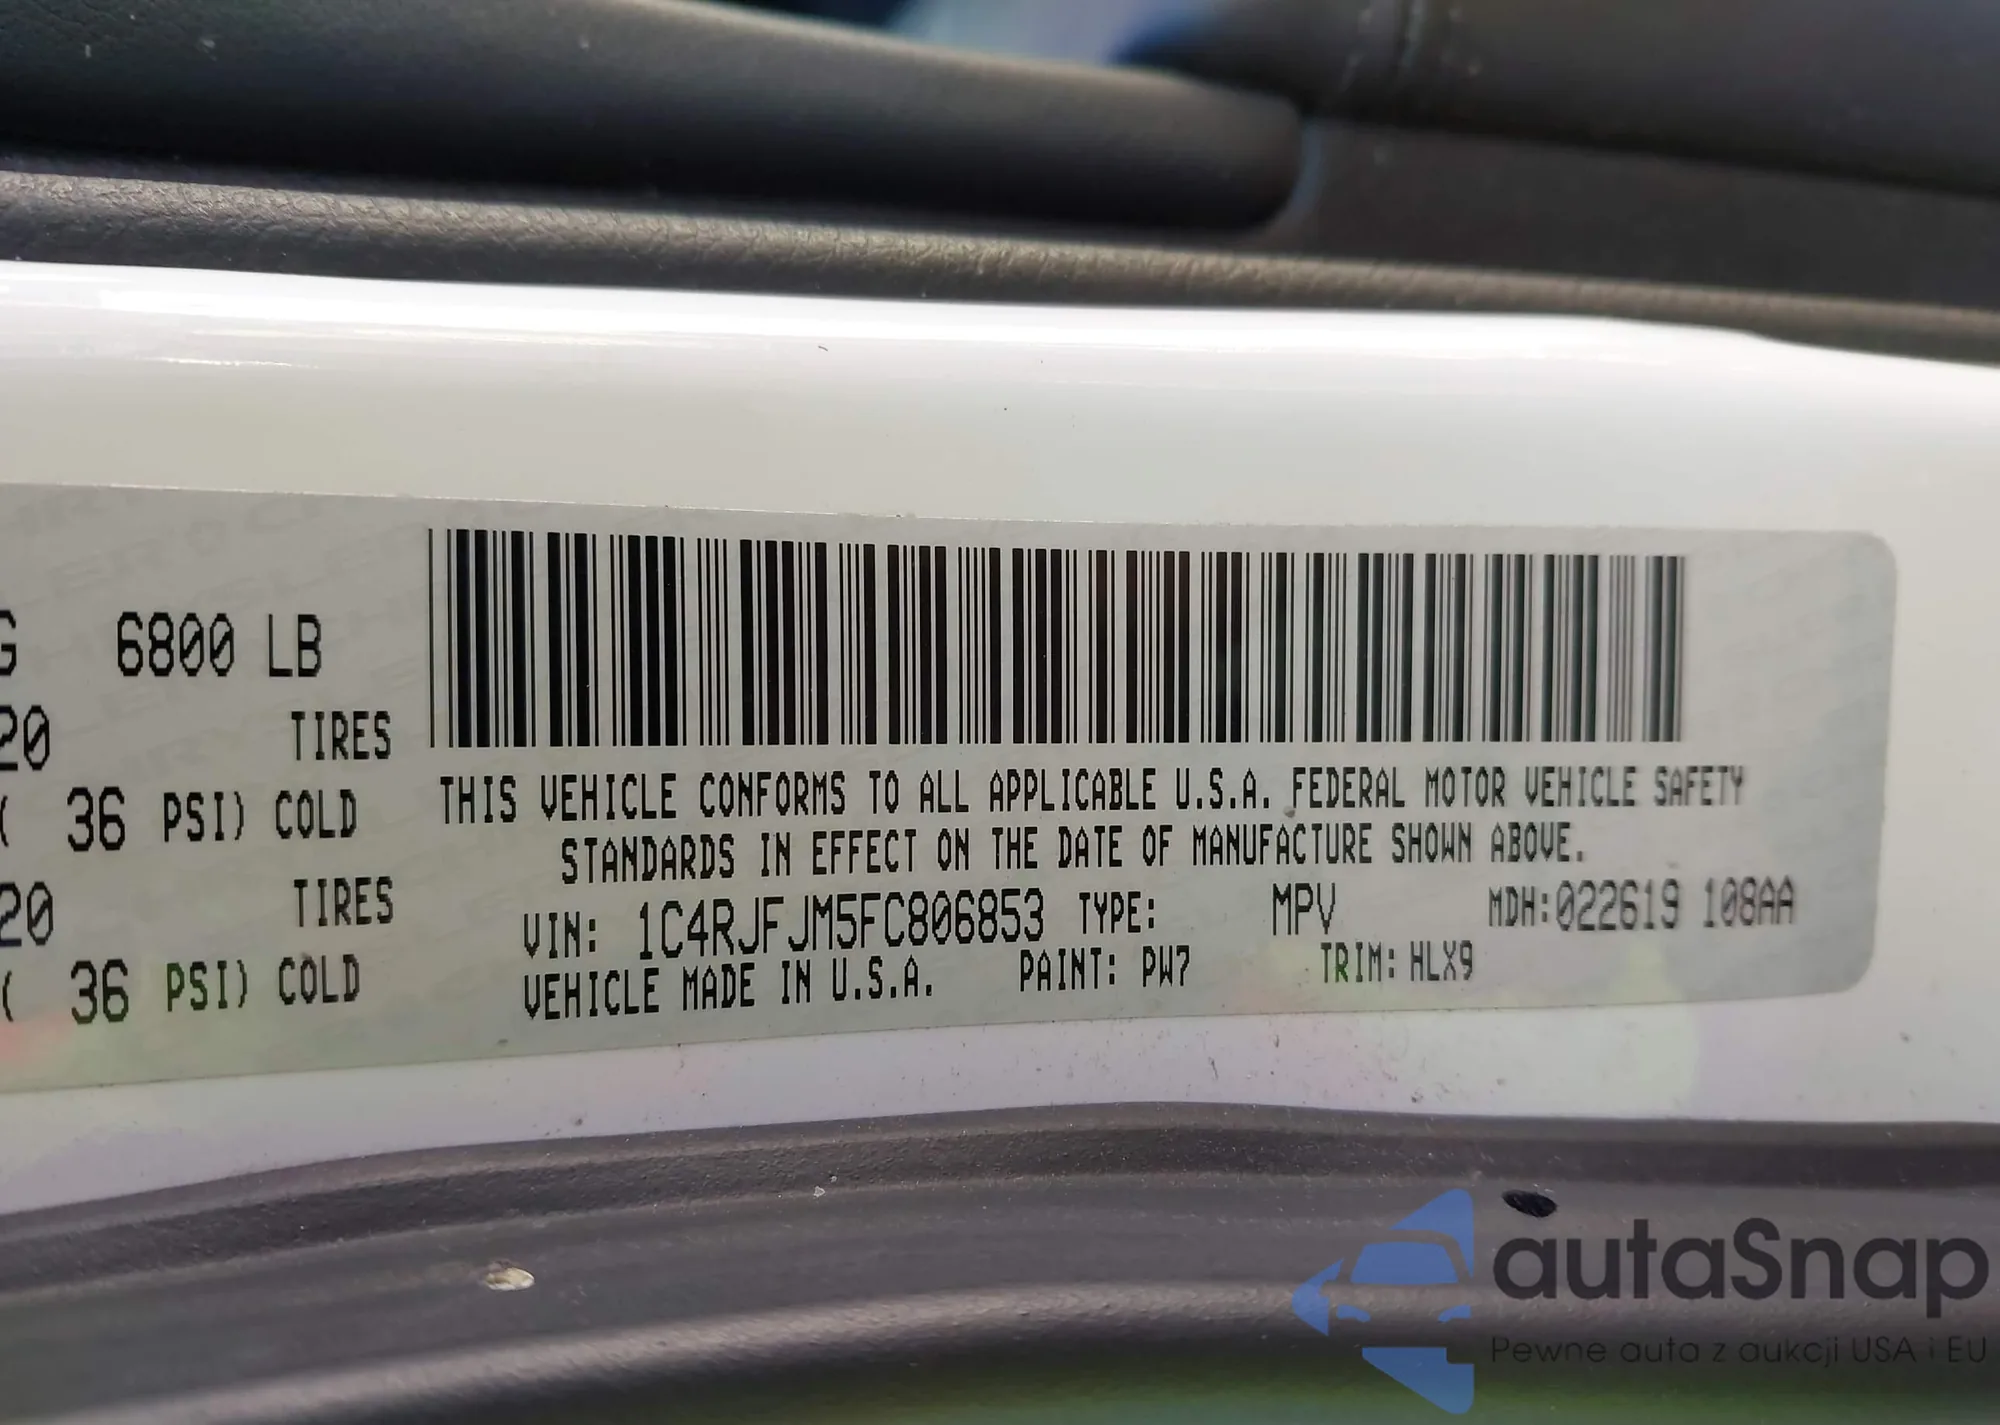 G 6800 LB
20 TIRES
( 36 PSI) COLD
20 TIRES
( 36 PSI) COLD
THIS VEHICLE CONFORMS TO ALL APPLICABLE U.S.A. FEDERAL MOTOR VEHICLE SAFETY
STANDARDS IN EFFECT ON THE DATE OF MANUFACTURE SHOWN ABOVE.
VIN: 1C4RJFJM5FC806853 TYPE: MPV MDH:022619 108AA
VEHICLE MADE IN U.S.A. PAINT: PW7 TRIM: HLX9
autaSnap
Pewne auta z aukcji USA i EU